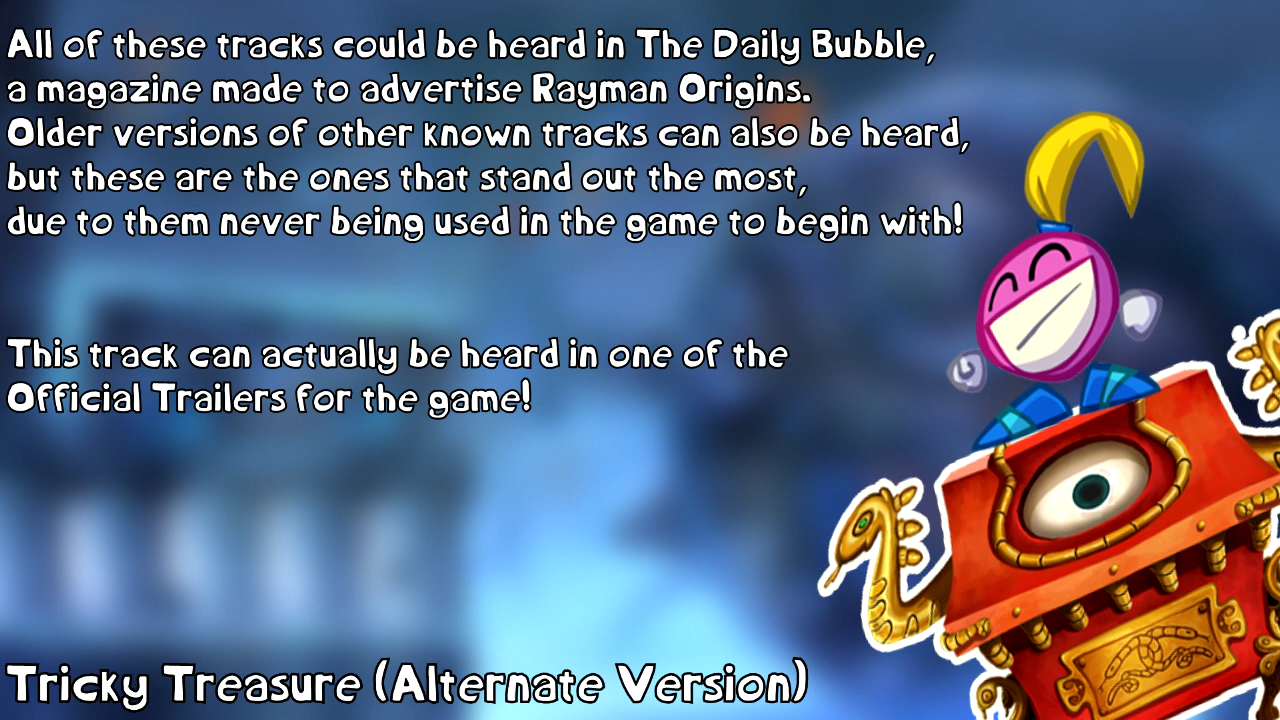 All of these tracks could be heard in The Daily Bubble,
a magazine made to advertise Rayman Origins.
Older versions of other known tracks can also be heard,
but these are the ones that stand out the most,
due to them never being used in the game to begin with!
This track can actually be heard in one of the
Official Trailers for the game!
Tricky Treasure (Alternate Version)